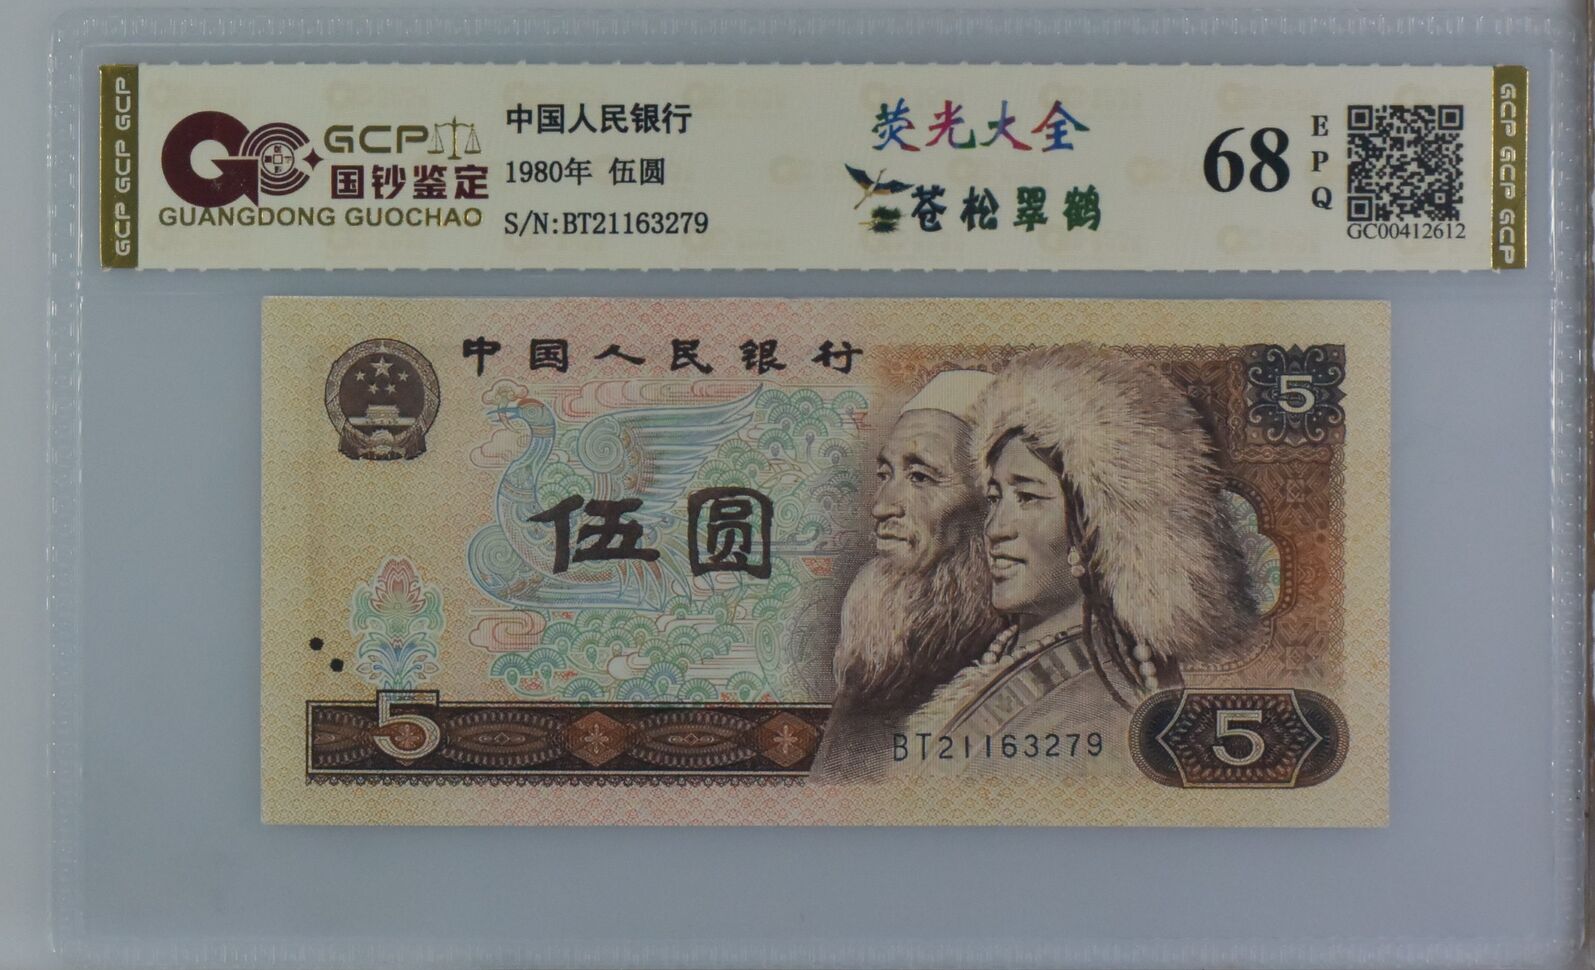 GCP GCP GCP
GCP
国钞鉴定
GUANGDONG GUOCHAO
中国人民银行
1980年 伍圆
S/N:BT21163279
荧光大全
苍松翠鹤
68
EPQ
GC00412612
GCP GCP GCP
中国人民银行
5
伍圆
5
BT21163279
5